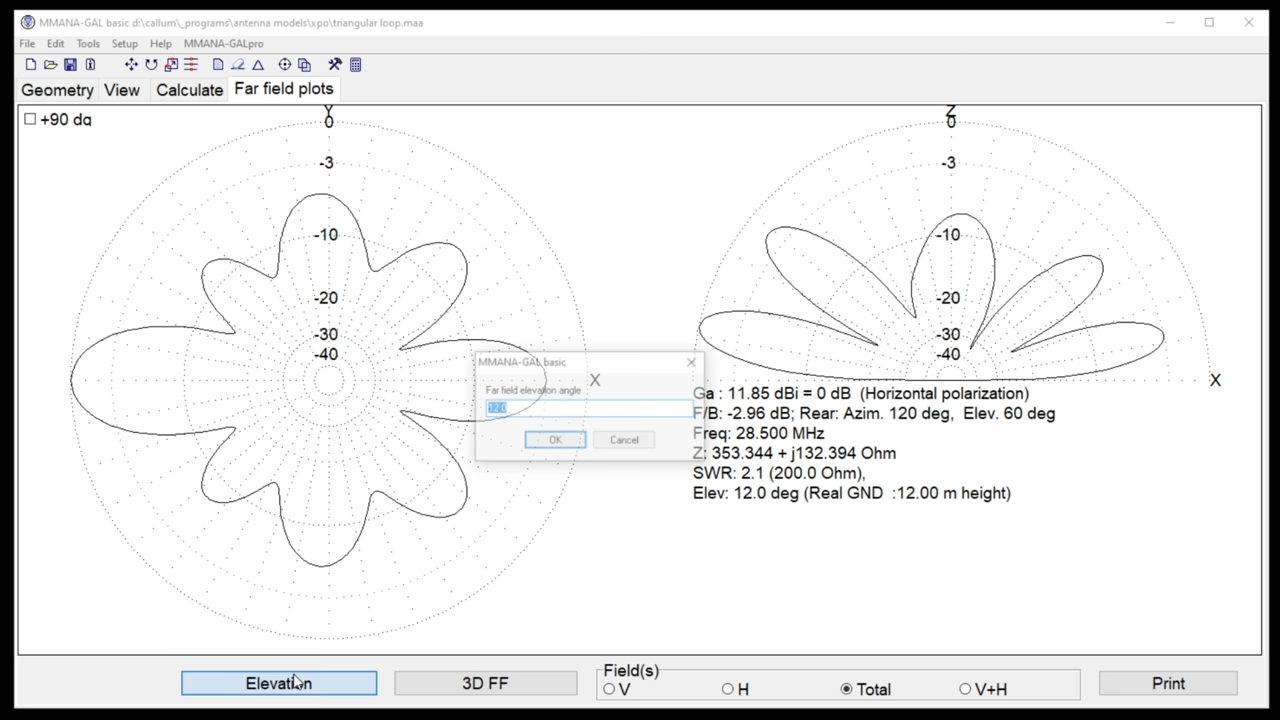 MMANA-GAL basic d:\callum\_programs\antenna models\xpo\triangular loop.maa
File Edit Tools Setup Help MMANA-GALpro
Geometry View Calculate Far field plots
+90 dg
Y
0
-3
-10
-20
-30
-40
X
Z
0
-3
-10
-20
-30
-40
X
MMANA-GAL basic
Far field elevation angle
12.0
OK Cancel
Ga : 11.85 dBi = 0 dB (Horizontal polarization)
F/B: -2.96 dB; Rear: Azim. 120 deg, Elev. 60 deg
Freq: 28.500 MHz
Z: 353.344 + j132.394 Ohm
SWR: 2.1 (200.0 Ohm),
Elev: 12.0 deg (Real GND :12.00 m height)
Elevation 3D FF
Field(s)
V H Total V+H
Print